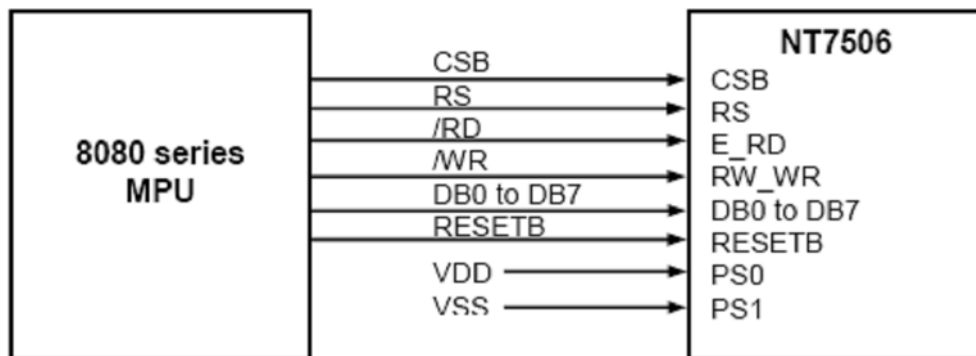 8080 series
MPU
CSB
RS
/RD
/WR
DB0 to DB7
RESETB
VDD
VSS
NT7506
CSB
RS
E_RD
RW_WR
DB0 to DB7
RESETB
PS0
PS1